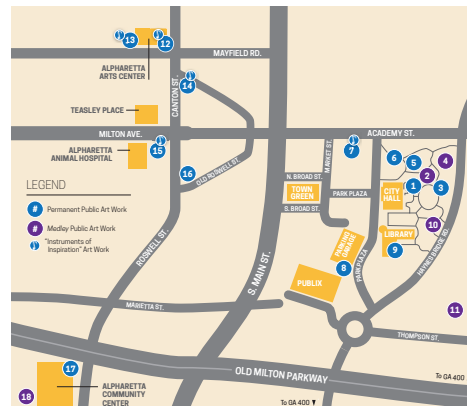 13
12
MAYFIELD RD.
ALPHARETTA
ARTS CENTER
CANTON ST.
14
TEASLEY PLACE
MILTON AVE.
ACADEMY ST.
ALPHARETTA
ANIMAL HOSPITAL
15
16
OLD ROSWELL ST.
MARKET ST.
7
6
5
4
2
1
3
N. BROAD ST.
TOWN
GREEN
S. BROAD ST.
PARK PLAZA
CITY
HALL
LEGEND
# Permanent Public Art Work
# Medley Public Art Work
"Instruments of
Inspiration" Art Work
ROSWELL ST.
S. MAIN ST.
PARKING
GARAGE
8
PARK PLAZA
LIBRARY
9
10
HAYNES BRIDGE RD.
PUBLIX
MARIETTA ST.
11
THOMPSON ST.
OLD MILTON PARKWAY
To GA 400
17
18
ALPHARETTA
COMMUNITY
CENTER
To GA 400